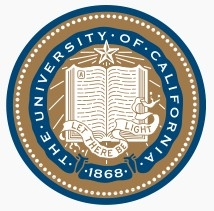 ·THE·UNIVERSITY·OF·CALIFORNIA·
A
LET THERE BE
LIGHT
·1868·